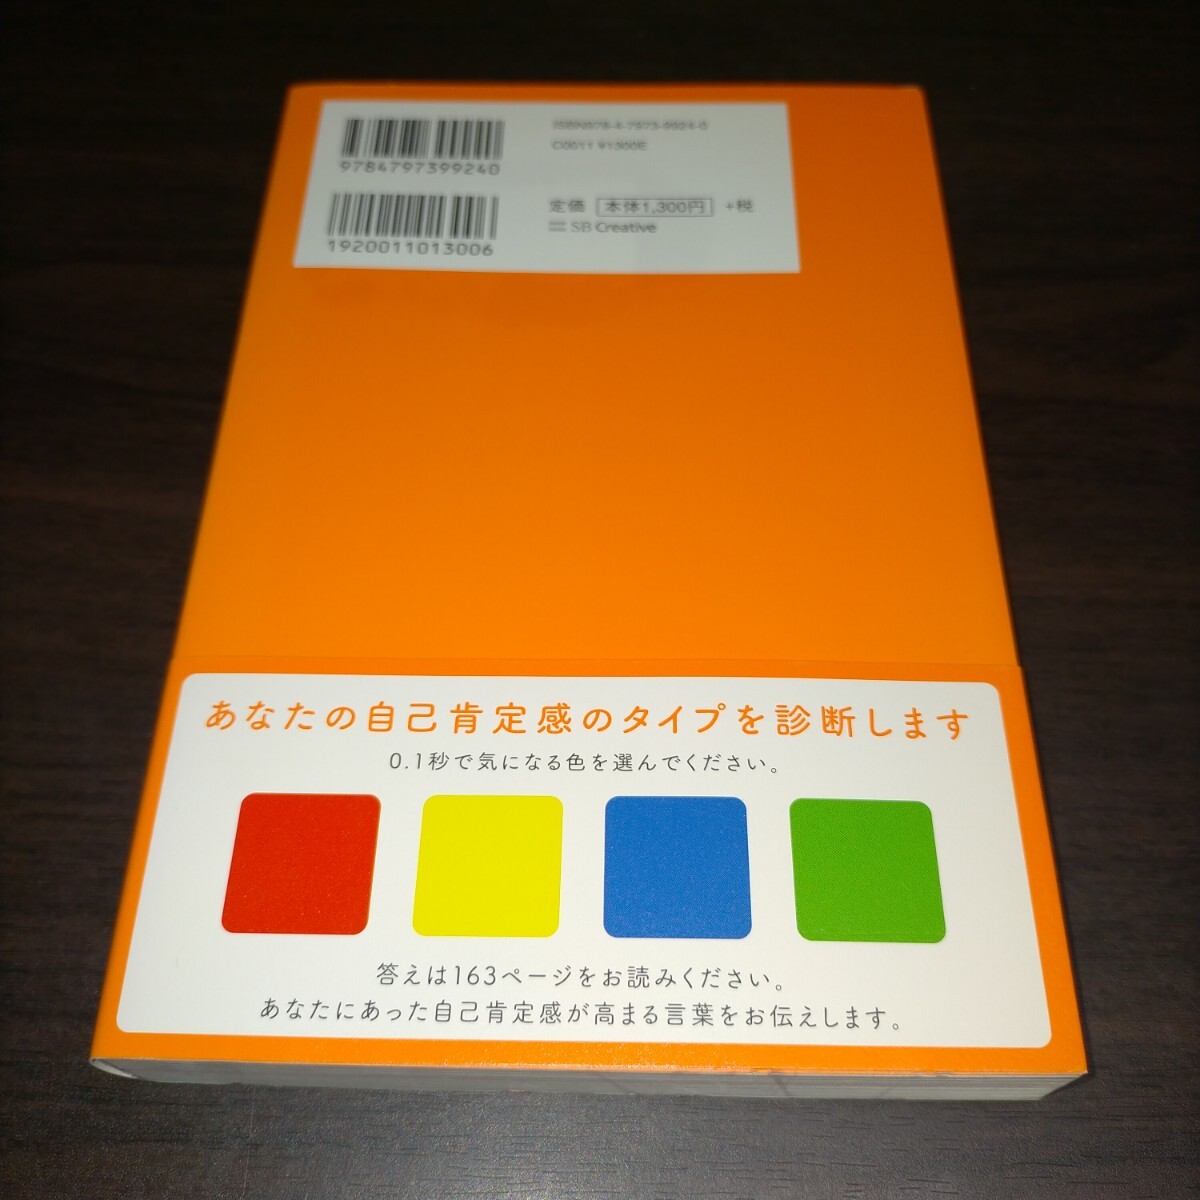 ISBN978-4-7973-9924-0
C0011 ¥1300E
9784797399240
定価 本体1,300円 +税
SB Creative
1920011013006
あなたの自己肯定感のタイプを診断します
0.1秒で気になる色を選んでください。
答えは163ページをお読みください。
あなたにあった自己肯定感が高まる言葉をお伝えします。